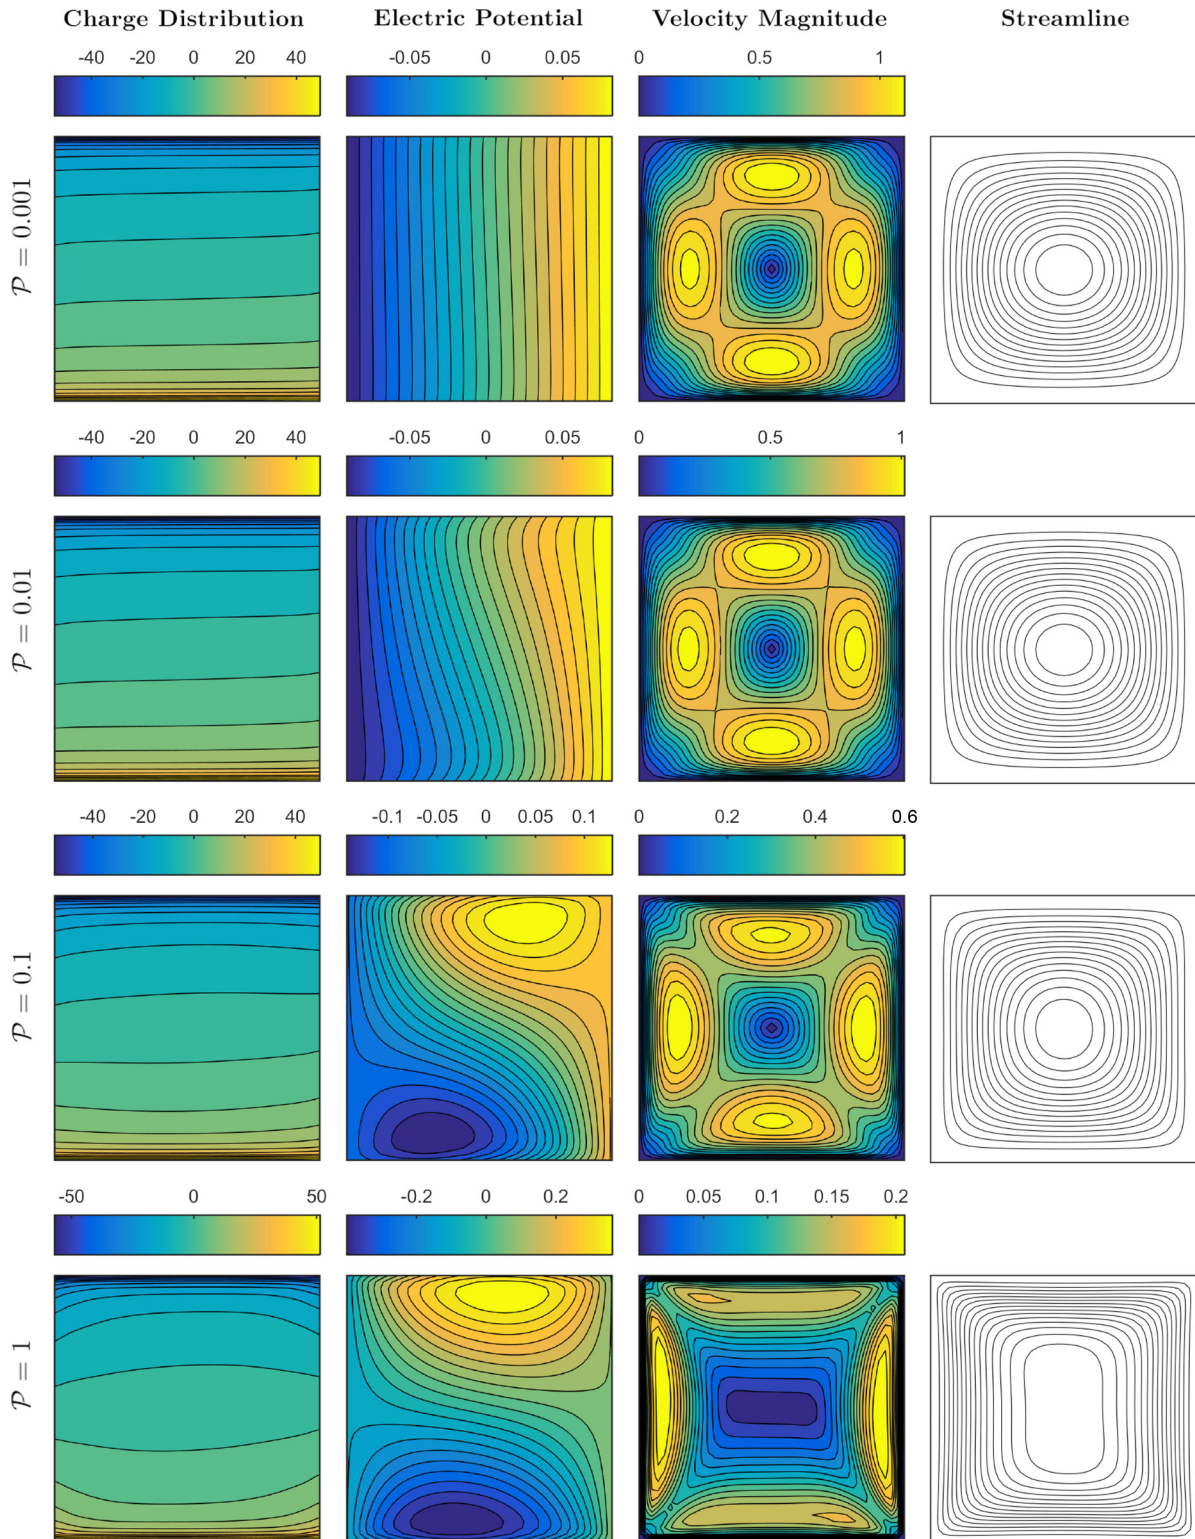 Charge Distribution Electric Potential Velocity Magnitude Streamline
-40 -20 0 20 40 -0.05 0 0.05 0 0.5 1
𝒫 = 0.001
-40 -20 0 20 40 -0.05 0 0.05 0 0.5 1
𝒫 = 0.01
-40 -20 0 20 40 -0.1 -0.05 0 0.05 0.1 0 0.2 0.4 0.6
𝒫 = 0.1
-50 0 50 -0.2 0 0.2 0 0.05 0.1 0.15 0.2
𝒫 = 1